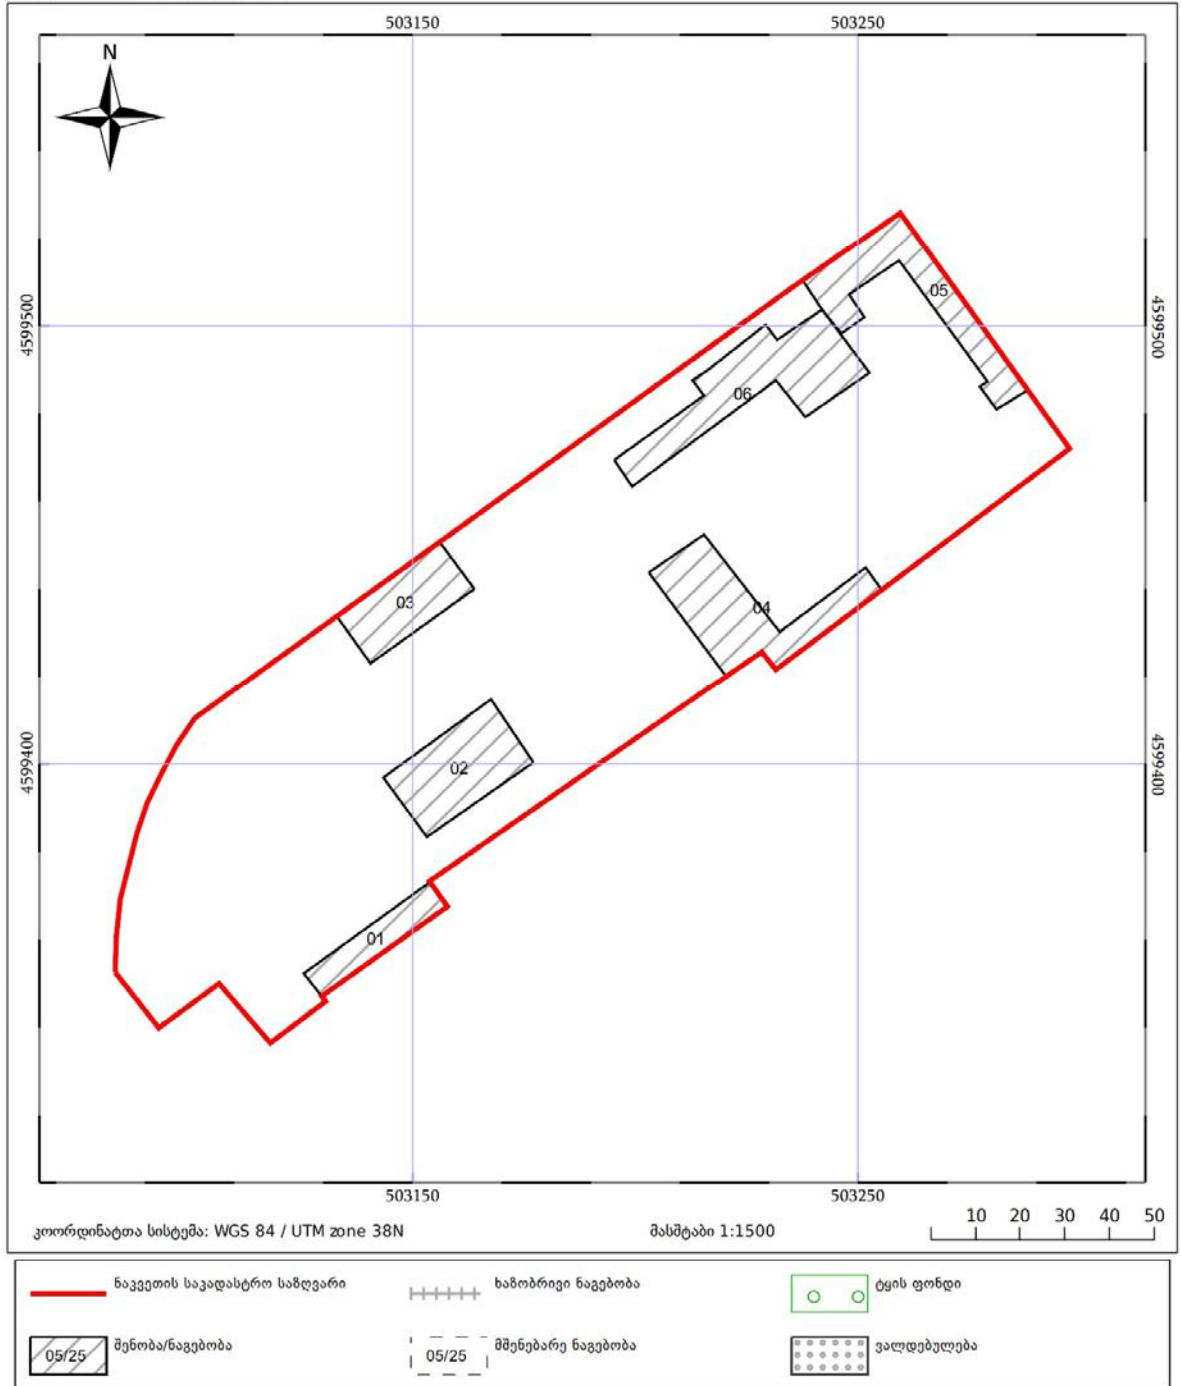 503150 503250
N
4599500 4599500
05
06
03
04
4599400 4599400
02
01
503150 503250
კოორდინატთა სისტემა: WGS 84 / UTM zone 38N მასშტაბი 1:1500 10 20 30 40 50
ნაკვეთის საკადასტრო საზღვარი ხაზობრივი ნაგებობა ტყის ფონდი
05/25 შენობა/ნაგებობა 05/25 მშენებარე ნაგებობა ვალდებულება